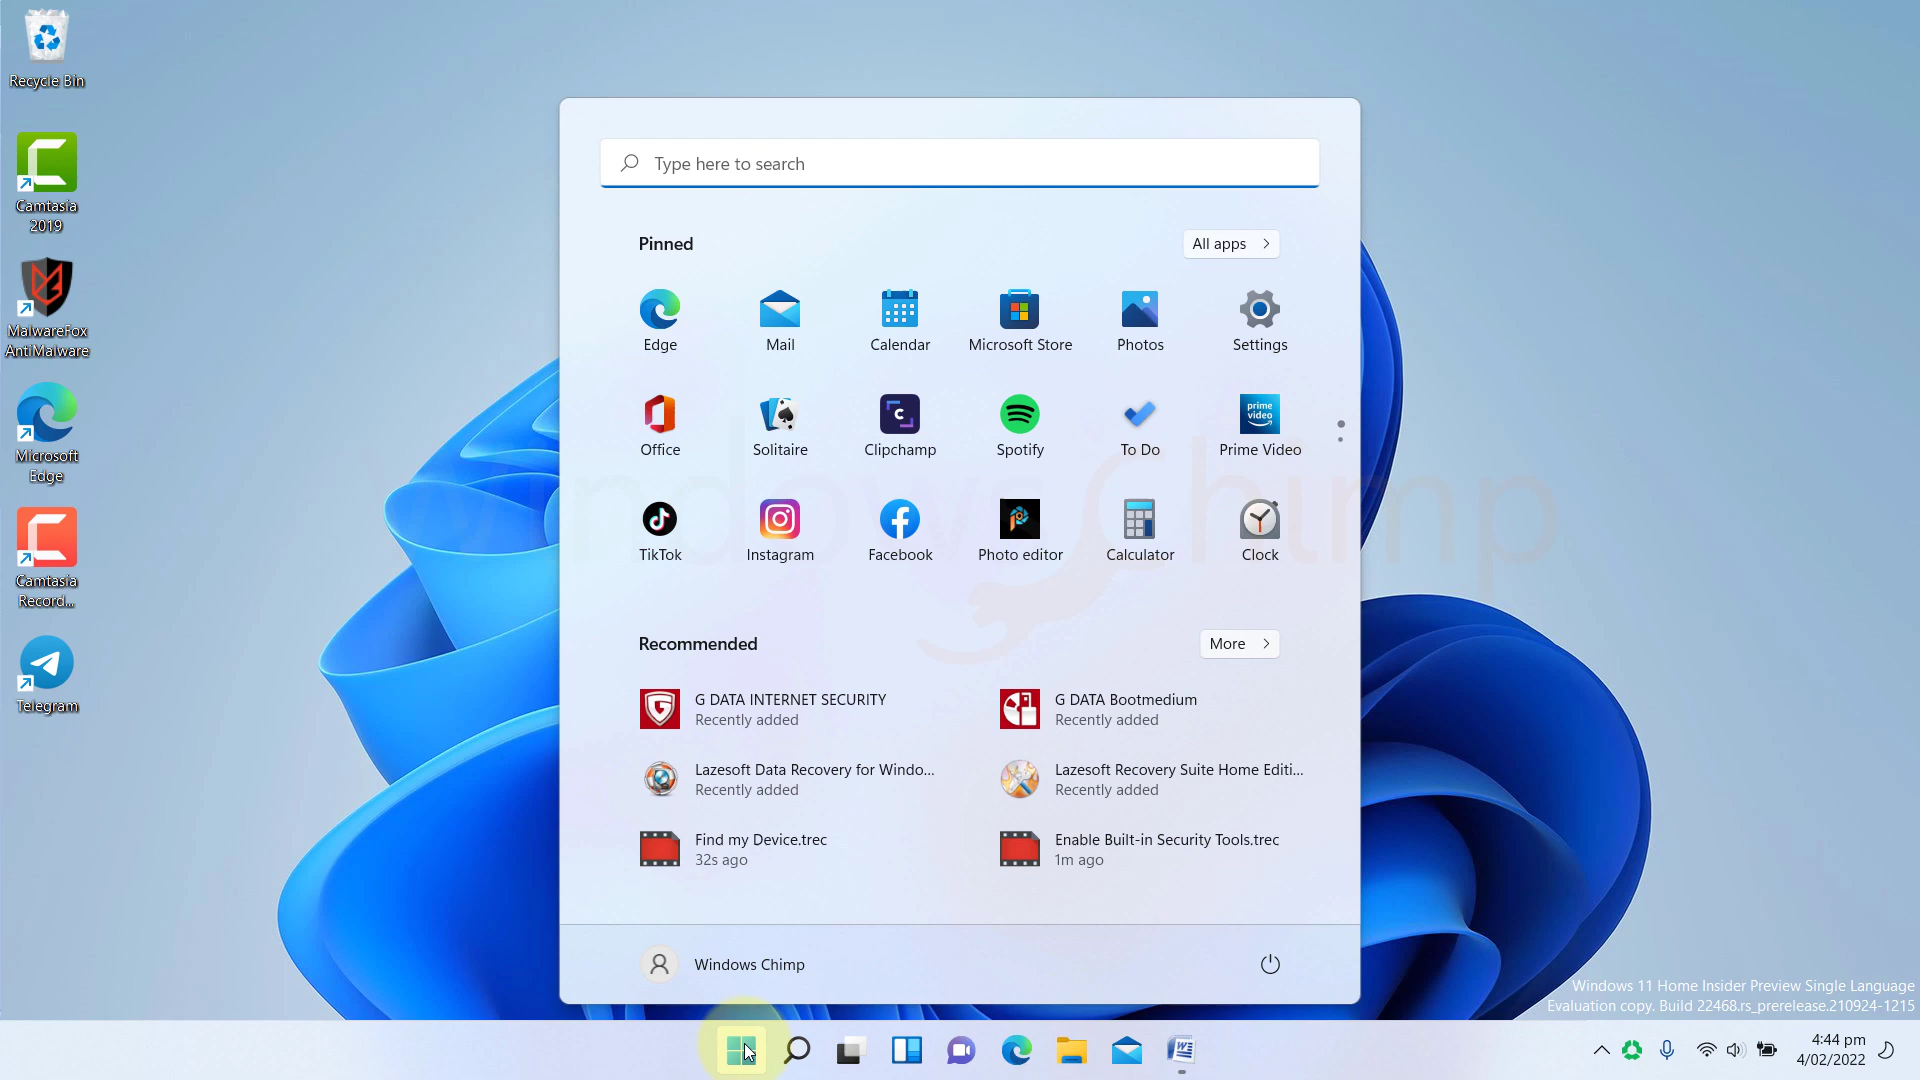 Recycle Bin
Camtasia
2019
MalwareFox
AntiMalware
Microsoft
Edge
Camtasia
Record...
Telegram
Type here to search
Pinned
All apps
Edge
Mail
Calendar
Microsoft Store
Photos
Settings
Office
Solitaire
Clipchamp
Spotify
To Do
prime
video
Prime Video
TikTok
Instagram
Facebook
Photo editor
Calculator
Clock
Windows Chimp
Recommended
More
G DATA INTERNET SECURITY
Recently added
G DATA Bootmedium
Recently added
Lazesoft Data Recovery for Windo...
Recently added
Lazesoft Recovery Suite Home Editi...
Recently added
Find my Device.trec
32s ago
Enable Built-in Security Tools.trec
1m ago
Windows Chimp
Windows 11 Home Insider Preview Single Language
Evaluation copy. Build 22468.rs_prerelease.210924-1215
4:44 pm
4/02/2022